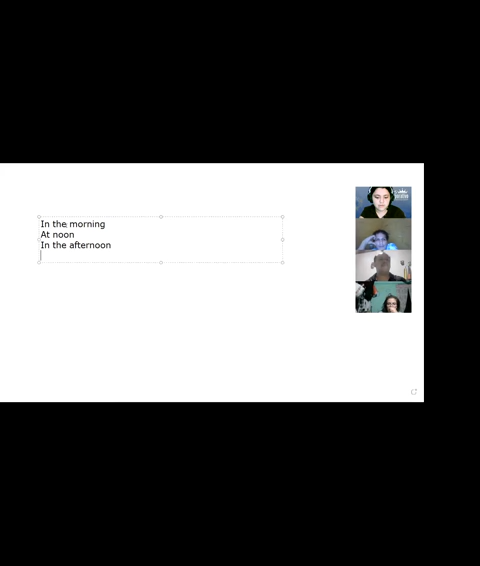 In the morning
At noon
In the afternoon